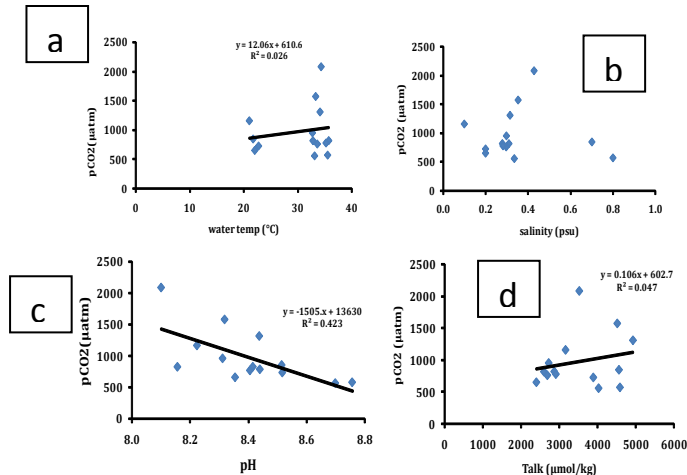 a
y = 12.06x + 610.6
R² = 0.026
pCO2(µatm)
2500
2000
1500
1000
500
0
0 10 20 30 40
water temp (°C)
b
pCO2(µatm)
2500
2000
1500
1000
500
0
0.0 0.2 0.4 0.6 0.8 1.0
salinity (psu)
c
y = -1505.x + 13630
R² = 0.423
pCO2(µatm)
2500
2000
1500
1000
500
0
8.0 8.2 8.4 8.6 8.8
pH
d
y = 0.106x + 602.7
R² = 0.047
pCO2(µatm)
2500
2000
1500
1000
500
0
0 1000 2000 3000 4000 5000 6000
Talk (µmol/kg)